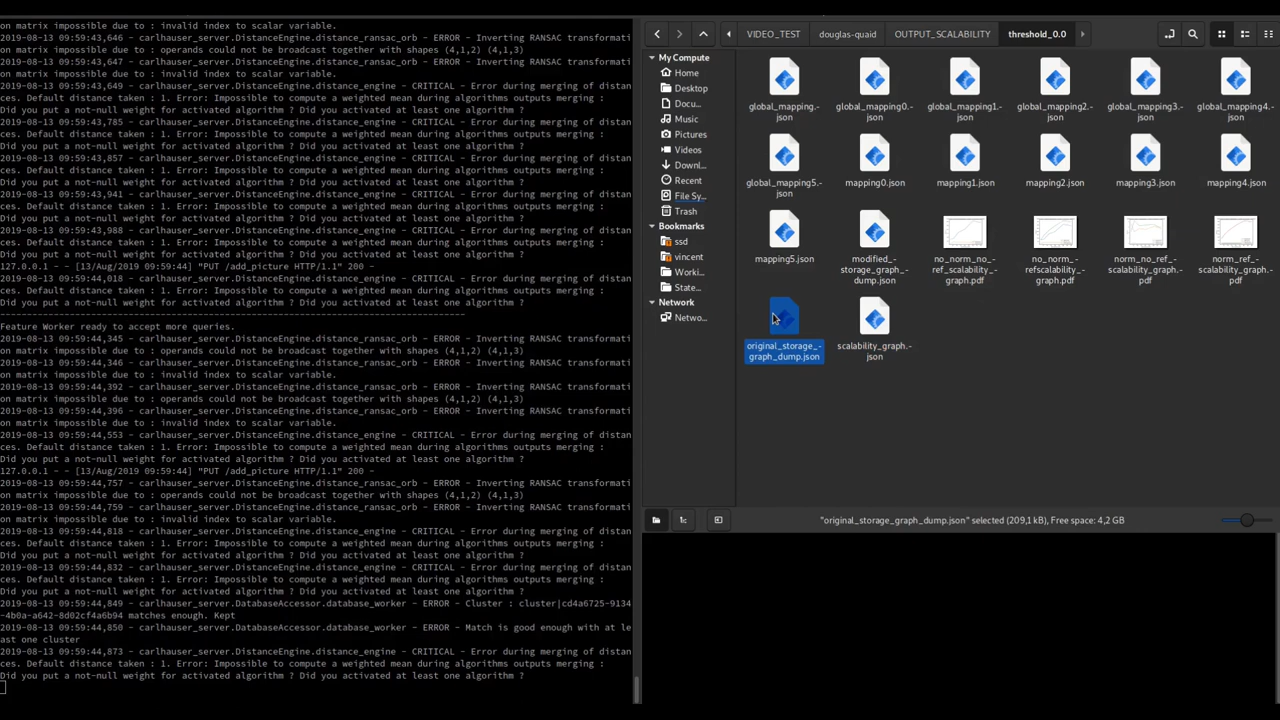 on matrix impossible due to : invalid index to scalar variable.
2019-08-13 09:59:43,646 - carlhauser_server.DistanceEngine.distance_ransac_orb - ERROR - Inverting RANSAC transformati
on matrix impossible due to : operands could not be broadcast together with shapes (4,1,2) (4,1,3)
2019-08-13 09:59:43,647 - carlhauser_server.DistanceEngine.distance_ransac_orb - ERROR - Inverting RANSAC transformati
on matrix impossible due to : invalid index to scalar variable.
2019-08-13 09:59:43,649 - carlhauser_server.DistanceEngine.distance_engine - CRITICAL - Error during merging of distan
ces. Default distance taken : 1. Error: Impossible to compute a weighted mean during algorithms outputs merging :
Did you put a not-null weight for activated algorithm ? Did you activated at least one algorithm ?
2019-08-13 09:59:43,785 - carlhauser_server.DistanceEngine.distance_engine - CRITICAL - Error during merging of distan
ces. Default distance taken : 1. Error: Impossible to compute a weighted mean during algorithms outputs merging :
Did you put a not-null weight for activated algorithm ? Did you activated at least one algorithm ?
2019-08-13 09:59:43,857 - carlhauser_server.DistanceEngine.distance_engine - CRITICAL - Error during merging of distan
ces. Default distance taken : 1. Error: Impossible to compute a weighted mean during algorithms outputs merging :
Did you put a not-null weight for activated algorithm ? Did you activated at least one algorithm ?
2019-08-13 09:59:43,941 - carlhauser_server.DistanceEngine.distance_engine - CRITICAL - Error during merging of distan
ces. Default distance taken : 1. Error: Impossible to compute a weighted mean during algorithms outputs merging :
Did you put a not-null weight for activated algorithm ? Did you activated at least one algorithm ?
2019-08-13 09:59:43,988 - carlhauser_server.DistanceEngine.distance_engine - CRITICAL - Error during merging of distan
ces. Default distance taken : 1. Error: Impossible to compute a weighted mean during algorithms outputs merging :
Did you put a not-null weight for activated algorithm ? Did you activated at least one algorithm ?
127.0.0.1 - - [13/Aug/2019 09:59:44] "PUT /add_picture HTTP/1.1" 200 -
2019-08-13 09:59:44,018 - carlhauser_server.DistanceEngine.distance_engine - CRITICAL - Error during merging of distan
ces. Default distance taken : 1. Error: Impossible to compute a weighted mean during algorithms outputs merging :
Did you put a not-null weight for activated algorithm ? Did you activated at least one algorithm ?
--------------------------------------------------------------------------------------
Feature Worker ready to accept more queries.
2019-08-13 09:59:44,345 - carlhauser_server.DistanceEngine.distance_ransac_orb - ERROR - Inverting RANSAC transformati
on matrix impossible due to : operands could not be broadcast together with shapes (4,1,2) (4,1,3)
2019-08-13 09:59:44,346 - carlhauser_server.DistanceEngine.distance_ransac_orb - ERROR - Inverting RANSAC transformati
on matrix impossible due to : invalid index to scalar variable.
2019-08-13 09:59:44,392 - carlhauser_server.DistanceEngine.distance_ransac_orb - ERROR - Inverting RANSAC transformati
on matrix impossible due to : operands could not be broadcast together with shapes (4,1,2) (4,1,3)
2019-08-13 09:59:44,396 - carlhauser_server.DistanceEngine.distance_ransac_orb - ERROR - Inverting RANSAC transformati
on matrix impossible due to : invalid index to scalar variable.
2019-08-13 09:59:44,553 - carlhauser_server.DistanceEngine.distance_engine - CRITICAL - Error during merging of distan
ces. Default distance taken : 1. Error: Impossible to compute a weighted mean during algorithms outputs merging :
Did you put a not-null weight for activated algorithm ? Did you activated at least one algorithm ?
127.0.0.1 - - [13/Aug/2019 09:59:44] "PUT /add_picture HTTP/1.1" 200 -
2019-08-13 09:59:44,757 - carlhauser_server.DistanceEngine.distance_ransac_orb - ERROR - Inverting RANSAC transformati
on matrix impossible due to : operands could not be broadcast together with shapes (4,1,2) (4,1,3)
2019-08-13 09:59:44,759 - carlhauser_server.DistanceEngine.distance_ransac_orb - ERROR - Inverting RANSAC transformati
on matrix impossible due to : invalid index to scalar variable.
2019-08-13 09:59:44,818 - carlhauser_server.DistanceEngine.distance_engine - CRITICAL - Error during merging of distan
ces. Default distance taken : 1. Error: Impossible to compute a weighted mean during algorithms outputs merging :
Did you put a not-null weight for activated algorithm ? Did you activated at least one algorithm ?
2019-08-13 09:59:44,832 - carlhauser_server.DistanceEngine.distance_engine - CRITICAL - Error during merging of distan
ces. Default distance taken : 1. Error: Impossible to compute a weighted mean during algorithms outputs merging :
Did you put a not-null weight for activated algorithm ? Did you activated at least one algorithm ?
2019-08-13 09:59:44,849 - carlhauser_server.DatabaseAccessor.database_worker - ERROR - Cluster : cluster|cd4a6725-9134
-4b0a-a642-8d02cf4a6b94 matches enough. Kept
2019-08-13 09:59:44,850 - carlhauser_server.DatabaseAccessor.database_worker - ERROR - Match is good enough with at le
ast one cluster
2019-08-13 09:59:44,873 - carlhauser_server.DistanceEngine.distance_engine - CRITICAL - Error during merging of distan
ces. Default distance taken : 1. Error: Impossible to compute a weighted mean during algorithms outputs merging :
Did you put a not-null weight for activated algorithm ? Did you activated at least one algorithm ?
VIDEO_TEST douglas-quaid OUTPUT_SCALABILITY threshold_0.0
My Compute
Home
Desktop
Docu...
Music
Pictures
Videos
Downl...
Recent
File Sy...
Trash
Bookmarks
ssd
vincent
Worki...
State...
Network
Netwo...
global_mapping.-
json
global_mapping0.-
json
global_mapping1.-
json
global_mapping2.-
json
global_mapping3.-
json
global_mapping4.-
json
global_mapping5.-
json
mapping0.json
mapping1.json
mapping2.json
mapping3.json
mapping4.json
mapping5.json
modified_-
storage_graph_-
dump.json
no_norm_no_-
ref_scalability_-
graph.pdf
no_norm_-
refscalability_-
graph.pdf
norm_no_ref_-
scalability_graph.-
pdf
norm_ref_-
scalability_graph.-
pdf
original_storage_-
graph_dump.json
scalability_graph.-
json
"original_storage_graph_dump.json" selected (209,1 kB), Free space: 4,2 GB